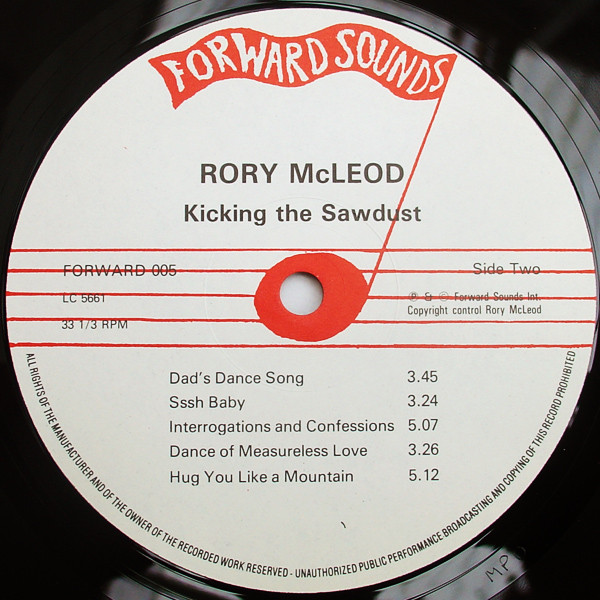 FORWARD SOUNDS
RORY McLEOD
Kicking the Sawdust
FORWARD 005
Side Two
LC 5661
℗ & © Forward Sounds Int.
Copyright control Rory McLeod
33 1/3 RPM
Dad's Dance Song 3.45
Sssh Baby 3.24
Interrogations and Confessions 5.07
Dance of Measureless Love 3.26
Hug You Like a Mountain 5.12
ALL RIGHTS OF THE MANUFACTURER AND OF THE OWNER OF THE RECORDED WORK RESERVED - UNAUTHORIZED PUBLIC PERFORMANCE BROADCASTING AND COPYING OF THIS RECORD PROHIBITED
MP